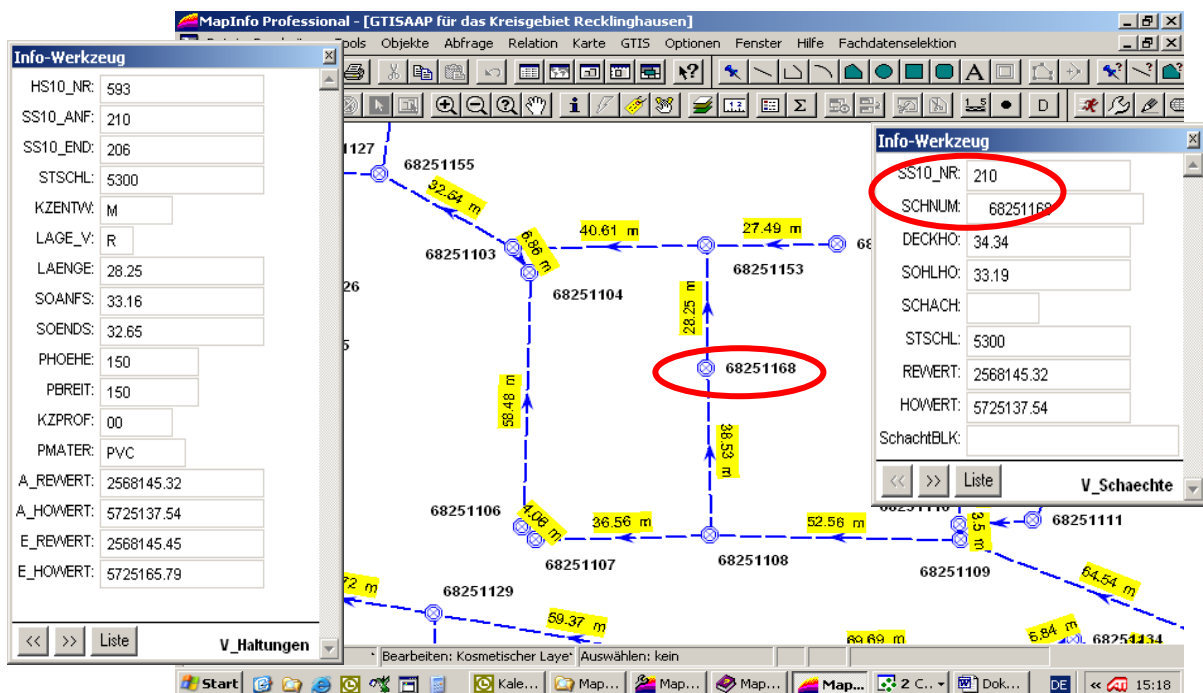 MapInfo Professional - [GTISAAP für das Kreisgebiet Recklinghausen]
Tools Objekte Abfrage Relation Karte GTIS Optionen Fenster Hilfe Fachdatenselektion
Info-Werkzeug
HS10_NR: 593
SS10_ANF: 210
SS10_END: 206
STSCHL: 5300
KZENTW: M
LAGE_V: R
LAENGE: 28.25
SOANFS: 33.16
SOENDS: 32.65
PHOEHE: 150
PBREIT: 150
KZPROF: 00
PMATER: PVC
A_REWERT: 2568145.32
A_HOWERT: 5725137.54
E_REWERT: 2568145.45
E_HOWERT: 5725165.79
<< >> Liste V_Haltungen
Info-Werkzeug
SS10_NR: 210
SCHNUM: 68251168
DECKHO: 34.34
SOHLHO: 33.19
SCHACH:
STSCHL: 5300
REWERT: 2568145.32
HOWERT: 5725137.54
SchachtBLK:
<< >> Liste V_Schaechte
1127
68251155
32.54 m
40.61 m
27.49 m
68251103
6.86 m
68251153
26
68251104
28.25 m
68251168
58.48 m
38.53 m
68251106
4.06 m
36.56 m
52.56 m
3.5 m
68251111
68251107
68251108
68251109
64.54 m
72 m
68251129
59.37 m
69.69 m
5.84 m
Bearbeiten: Kosmetischer Laye Auswählen: kein
Start Kale... Map... Map... Map... Map... 2 C.. Dok... DE << 15:18